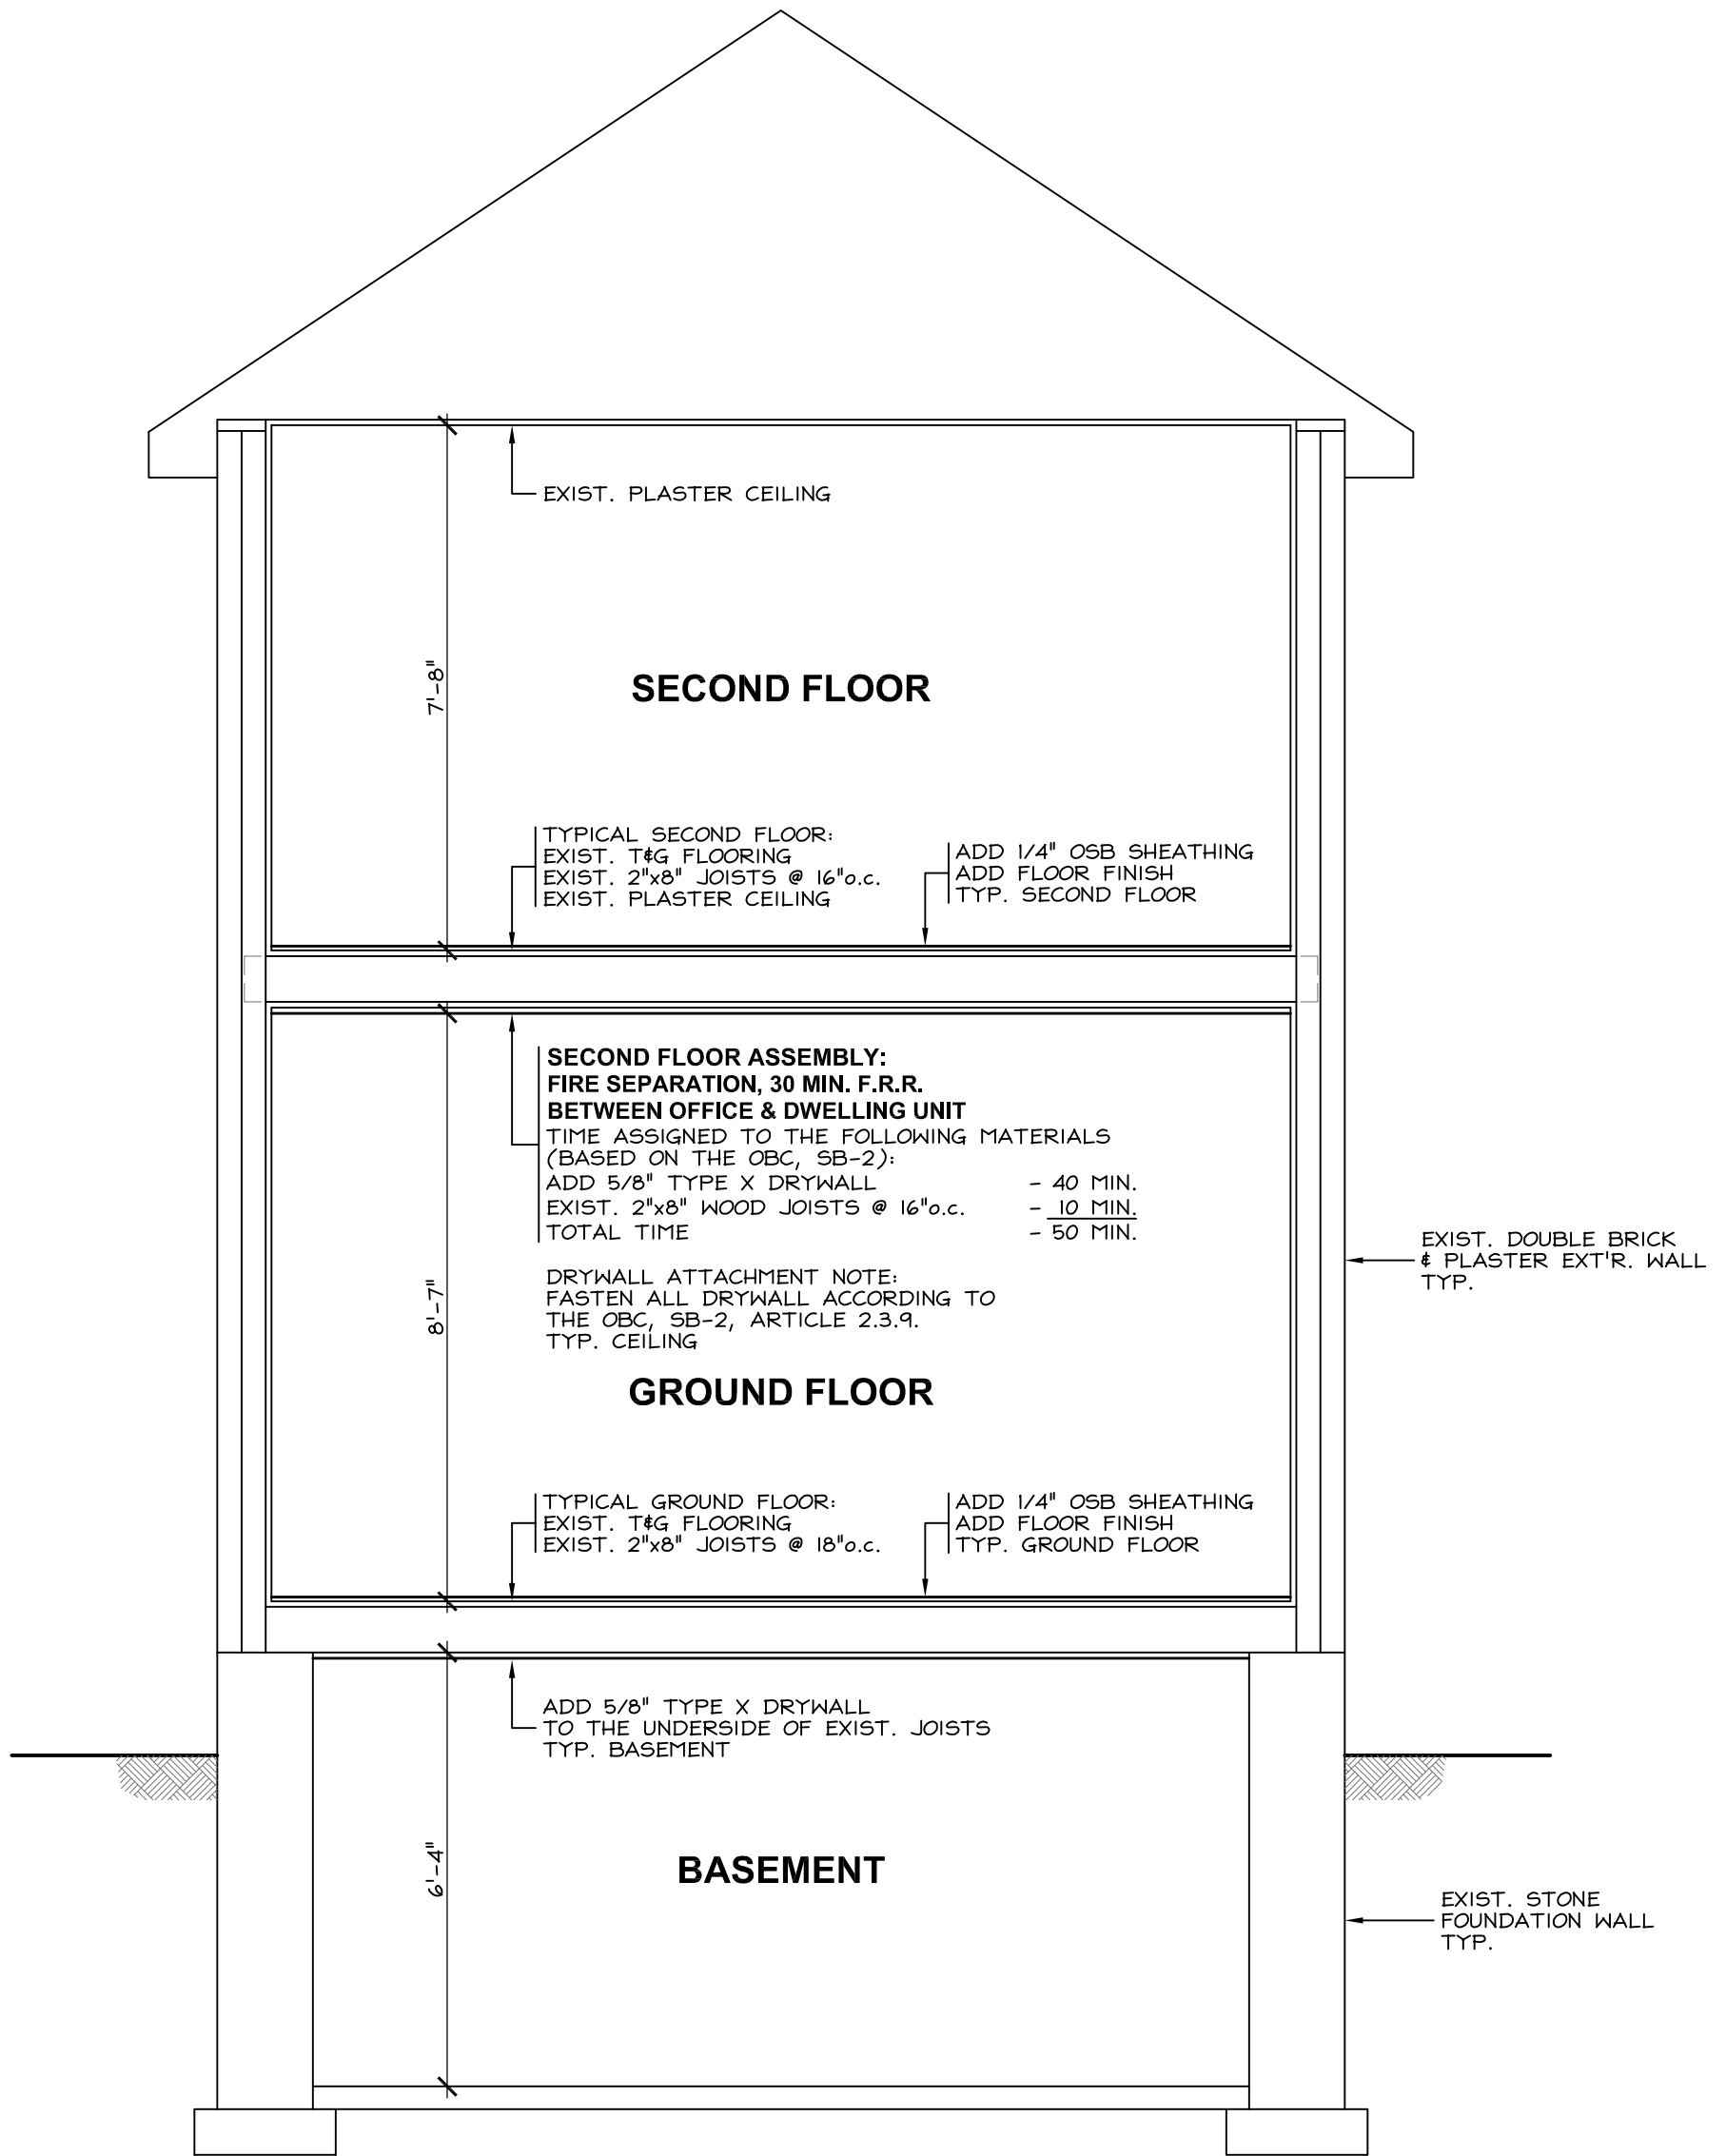 EXIST. PLASTER CEILING
7'-8"
SECOND FLOOR
TYPICAL SECOND FLOOR:
EXIST. T&G FLOORING
EXIST. 2"x8" JOISTS @ 16"o.c.
EXIST. PLASTER CEILING
ADD 1/4" OSB SHEATHING
ADD FLOOR FINISH
TYP. SECOND FLOOR
SECOND FLOOR ASSEMBLY:
FIRE SEPARATION, 30 MIN. F.R.R.
BETWEEN OFFICE & DWELLING UNIT
TIME ASSIGNED TO THE FOLLOWING MATERIALS
(BASED ON THE OBC, SB-2):
ADD 5/8" TYPE X DRYWALL - 40 MIN.
EXIST. 2"x8" WOOD JOISTS @ 16"o.c. - 10 MIN.
TOTAL TIME - 50 MIN.
DRYWALL ATTACHMENT NOTE:
FASTEN ALL DRYWALL ACCORDING TO
THE OBC, SB-2, ARTICLE 2.3.9.
TYP. CEILING
8'-7"
EXIST. DOUBLE BRICK
& PLASTER EXT'R. WALL
TYP.
GROUND FLOOR
TYPICAL GROUND FLOOR:
EXIST. T&G FLOORING
EXIST. 2"x8" JOISTS @ 18"o.c.
ADD 1/4" OSB SHEATHING
ADD FLOOR FINISH
TYP. GROUND FLOOR
ADD 5/8" TYPE X DRYWALL
TO THE UNDERSIDE OF EXIST. JOISTS
TYP. BASEMENT
6'-4"
BASEMENT
EXIST. STONE
FOUNDATION WALL
TYP.